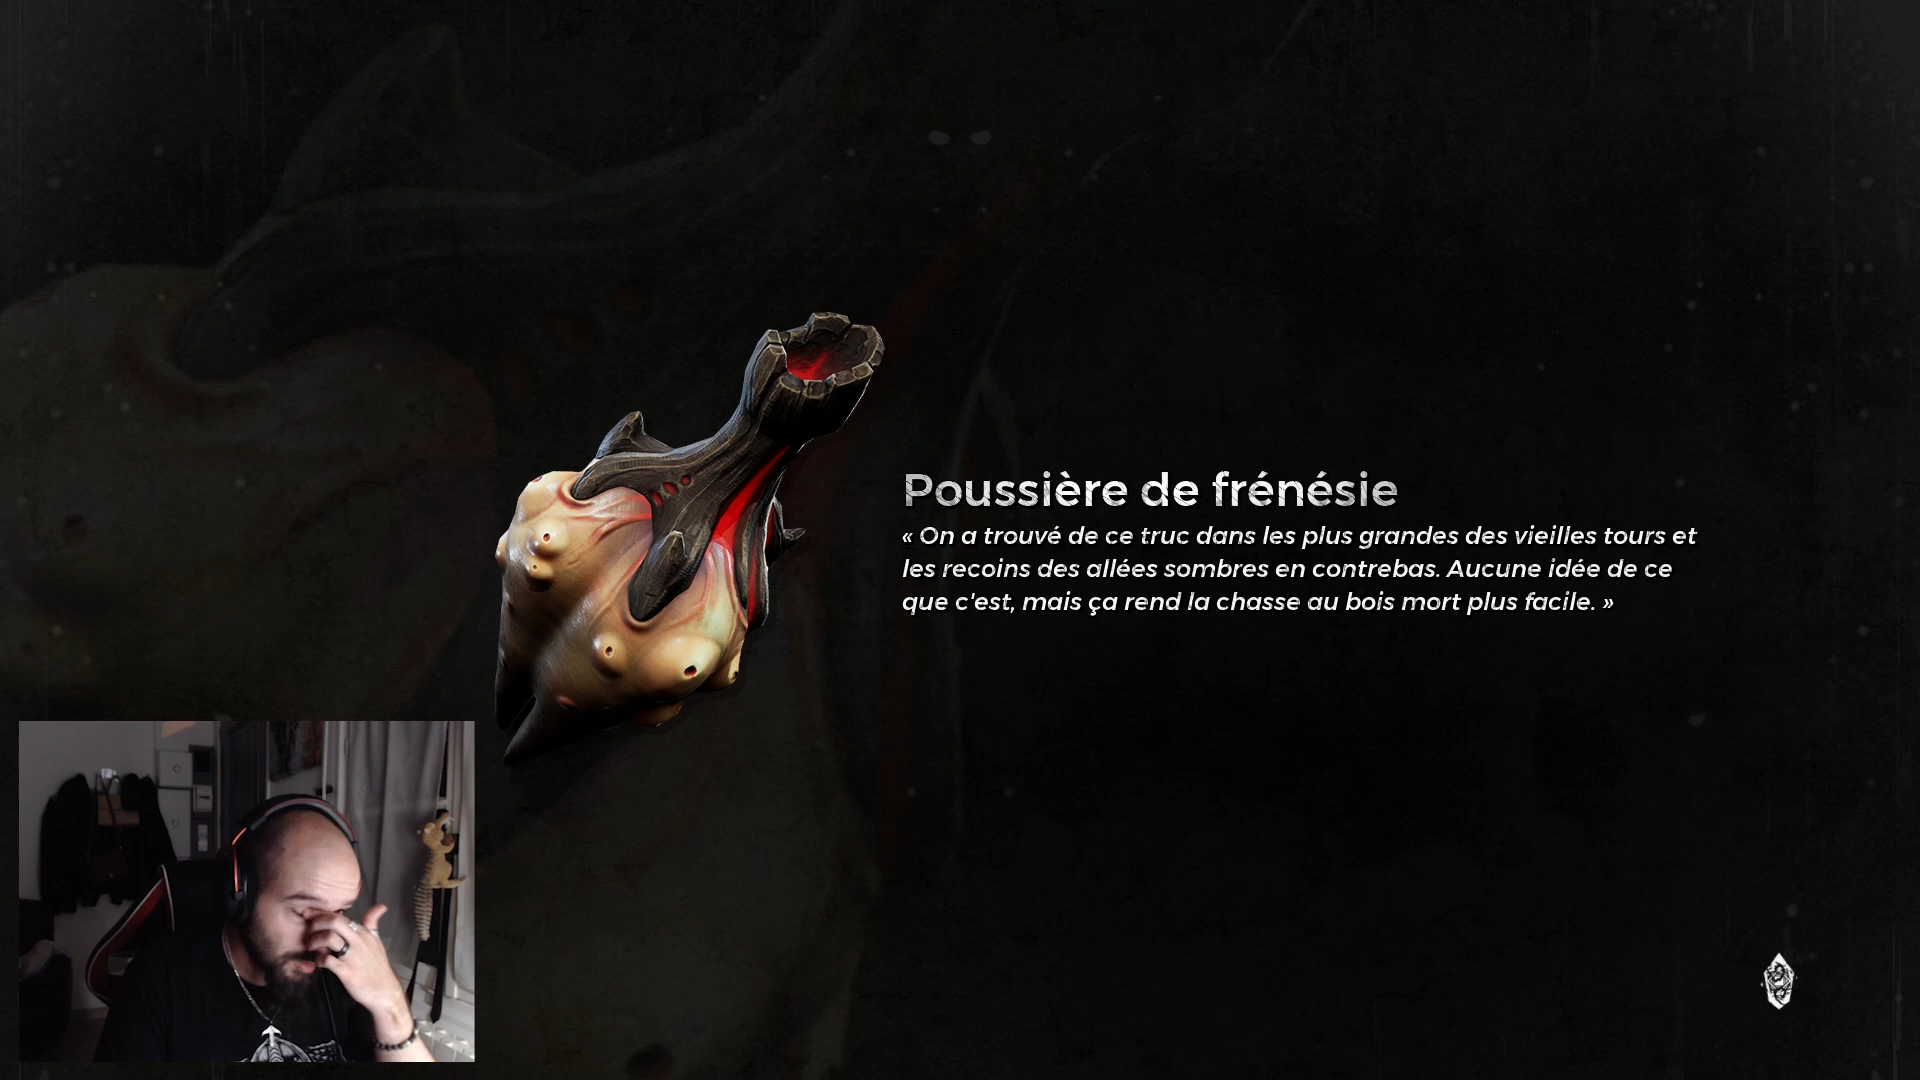 Poussière de frénésie
« On a trouvé de ce truc dans les plus grandes des vieilles tours et
les recoins des allées sombres en contrebas. Aucune idée de ce
que c'est, mais ça rend la chasse au bois mort plus facile. »